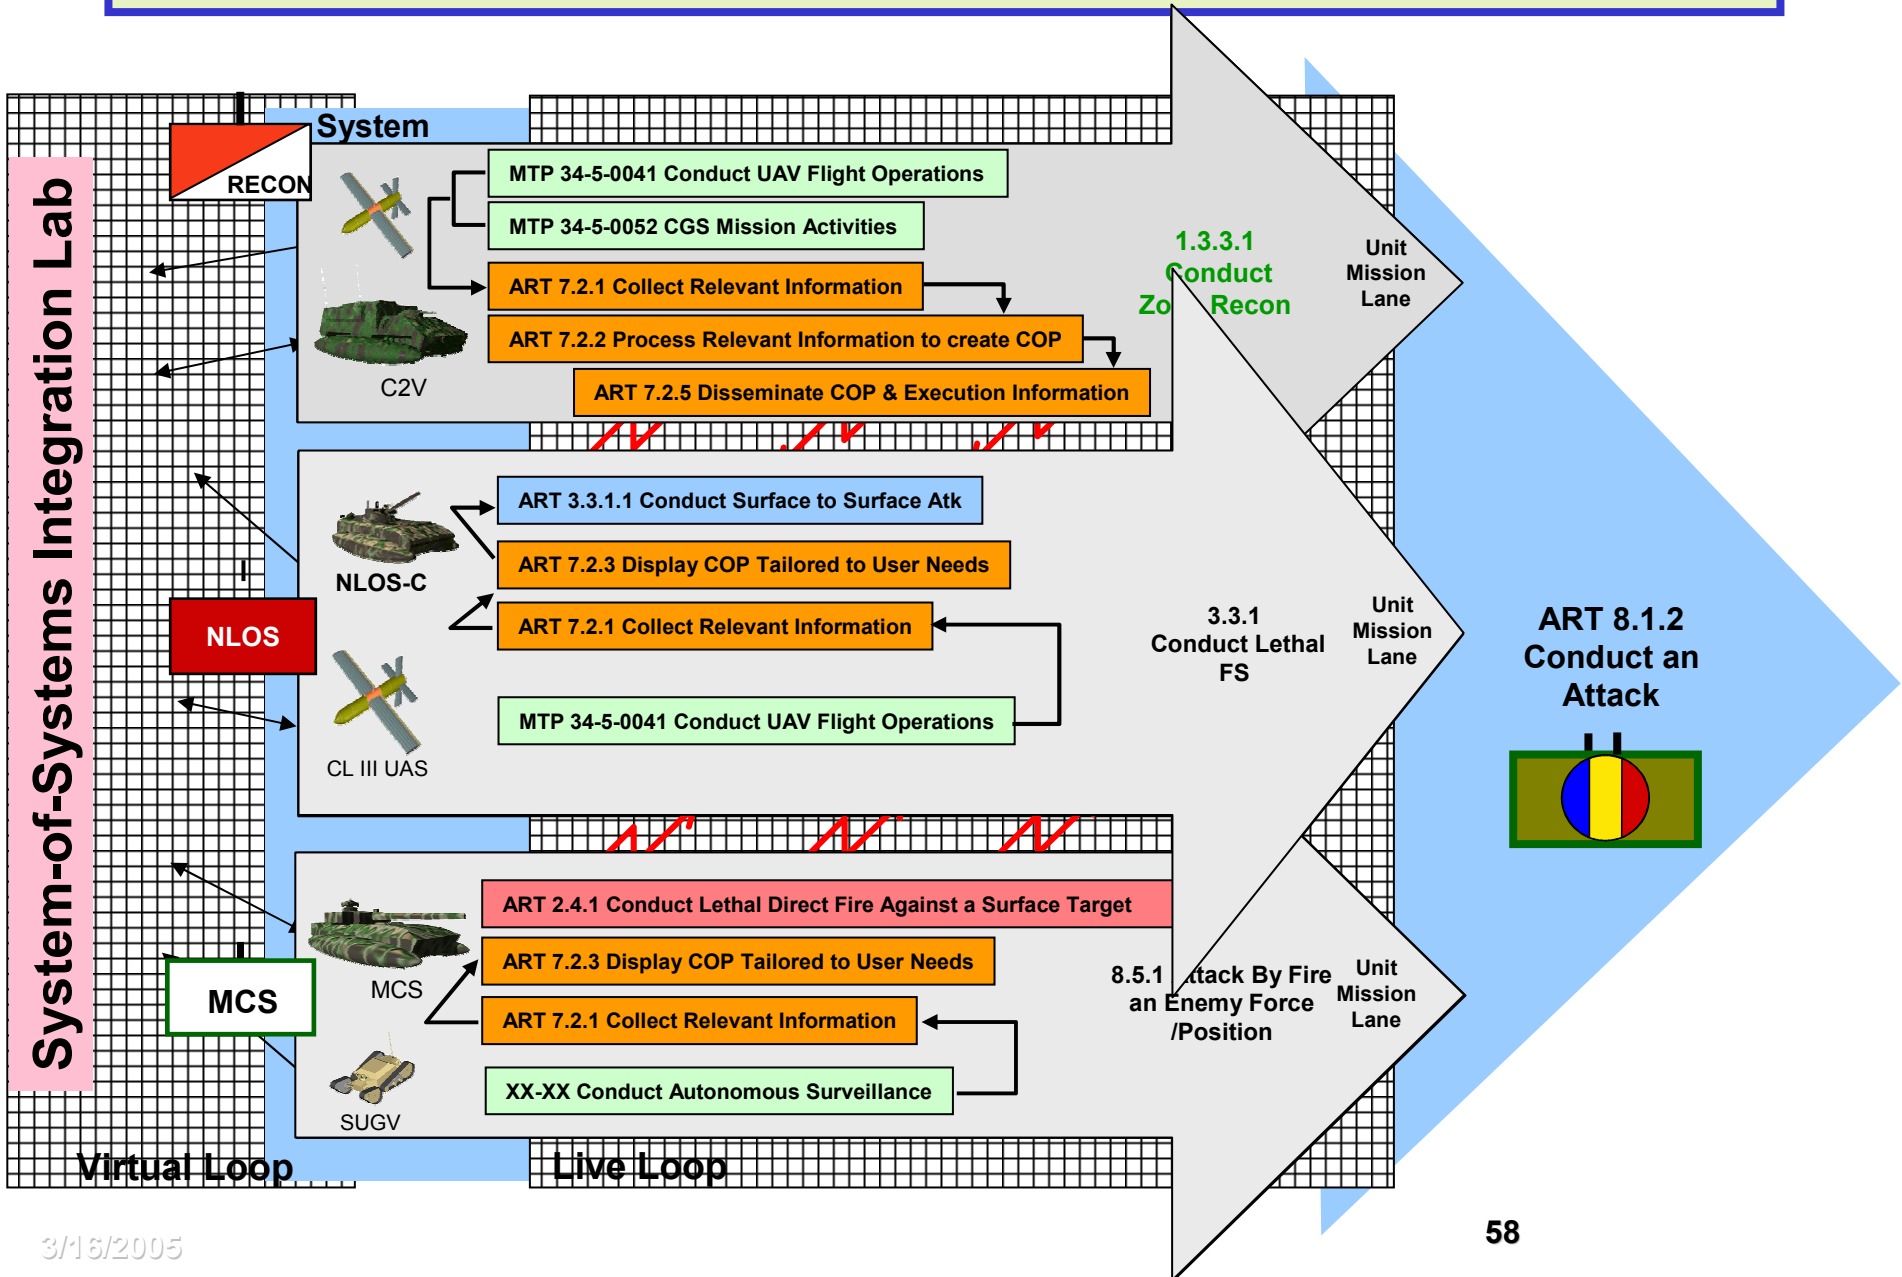 System-of-Systems Integration Lab
System
RECON
MTP 34-5-0041 Conduct UAV Flight Operations
MTP 34-5-0052 CGS Mission Activities
ART 7.2.1 Collect Relevant Information
ART 7.2.2 Process Relevant Information to create COP
ART 7.2.5 Disseminate COP & Execution Information
C2V
1.3.3.1
Conduct
Recon
Unit
Mission
Lane
ART 3.3.1.1 Conduct Surface to Surface Atk
ART 7.2.3 Display COP Tailored to User Needs
NLOS-C
ART 7.2.1 Collect Relevant Information
NLOS
MTP 34-5-0041 Conduct UAV Flight Operations
CL III UAS
3.3.1
Conduct Lethal
FS
Unit
Mission
Lane
ART 8.1.2
Conduct an
Attack
ART 2.4.1 Conduct Lethal Direct Fire Against a Surface Target
ART 7.2.3 Display COP Tailored to User Needs
MCS
MCS
ART 7.2.1 Collect Relevant Information
XX-XX Conduct Autonomous Surveillance
SUGV
8.5.1 Attack By Fire
an Enemy Force
/Position
Unit
Mission
Lane
Virtual Loop
Live Loop
3/16/2005
58